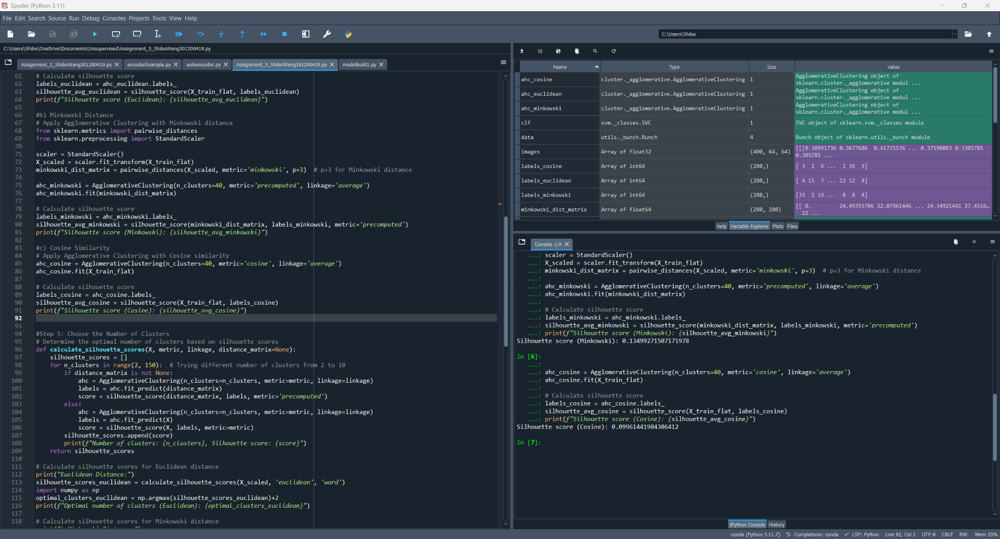 Spyder (Python 3.11)
File Edit Search Source Run Debug Consoles Projects Tools View Help
C:\Users\Shibo
C:\Users\Shibo\OneDrive\Documents\Unsupervised\Assignment_3_ShiboWang301200419.py
Assignment_2_ShiboWang301200419.py encoderExample.py autoencoder.py Assignment_3_ShiboWang301200419.py modelBuild1.py
61 # Calculate silhouette score
62 labels_euclidean = ahc_euclidean.labels_
63 silhouette_avg_euclidean = silhouette_score(X_train_flat, labels_euclidean)
64 print(f"Silhouette score (Euclidean): {silhouette_avg_euclidean}")
65
66 #b) Minkowski Distance
67 # Apply Agglomerative Clustering with Minkowski distance
68 from sklearn.metrics import pairwise_distances
69 from sklearn.preprocessing import StandardScaler
70
71 scaler = StandardScaler()
72 X_scaled = scaler.fit_transform(X_train_flat)
73 minkowski_dist_matrix = pairwise_distances(X_scaled, metric='minkowski', p=3)  # p=3 for Minkowski distance
74
75 ahc_minkowski = AgglomerativeClustering(n_clusters=40, metric='precomputed', linkage='average')
76 ahc_minkowski.fit(minkowski_dist_matrix)
77
78 # Calculate silhouette score
79 labels_minkowski = ahc_minkowski.labels_
80 silhouette_avg_minkowski = silhouette_score(minkowski_dist_matrix, labels_minkowski, metric='precomputed')
81 print(f"Silhouette score (Minkowski): {silhouette_avg_minkowski}")
82
83 #c) Cosine Similarity
84 # Apply Agglomerative Clustering with Cosine similarity
85 ahc_cosine = AgglomerativeClustering(n_clusters=40, metric='cosine', linkage='average')
86 ahc_cosine.fit(X_train_flat)
87
88 # Calculate silhouette score
89 labels_cosine = ahc_cosine.labels_
90 silhouette_avg_cosine = silhouette_score(X_train_flat, labels_cosine)
91 print(f"Silhouette score (Cosine): {silhouette_avg_cosine}")
92
93
94 #Step 5: Choose the Number of Clusters
95 # Determine the optimal number of clusters based on silhouette scores
96 def calculate_silhouette_scores(X, metric, linkage, distance_matrix=None):
97     silhouette_scores = []
98     for n_clusters in range(2, 150):  # Trying different number of clusters from 2 to 10
99         if distance_matrix is not None:
100             ahc = AgglomerativeClustering(n_clusters=n_clusters, metric=metric, linkage=linkage)
101             labels = ahc.fit_predict(distance_matrix)
102             score = silhouette_score(distance_matrix, labels, metric='precomputed')
103         else:
104             ahc = AgglomerativeClustering(n_clusters=n_clusters, metric=metric, linkage=linkage)
105             labels = ahc.fit_predict(X)
106             score = silhouette_score(X, labels, metric=metric)
107         silhouette_scores.append(score)
108         print(f"Number of clusters: {n_clusters}, Silhouette score: {score}")
109     return silhouette_scores
110
111 # Calculate silhouette scores for Euclidean distance
112 print("Euclidean Distance:")
113 silhouette_scores_euclidean = calculate_silhouette_scores(X_scaled, 'euclidean', 'ward')
114 import numpy as np
115 optimal_clusters_euclidean = np.argmax(silhouette_scores_euclidean)+2
116 print(f"Optimal number of clusters (Euclidean): {optimal_clusters_euclidean}")
117
118 # Calculate silhouette scores for Minkowski distance
Name Type Size Value
ahc_cosine cluster._agglomerative.AgglomerativeClustering 1 AgglomerativeClustering object of
sklearn.cluster._agglomerative modul ...
ahc_euclidean cluster._agglomerative.AgglomerativeClustering 1 AgglomerativeClustering object of
sklearn.cluster._agglomerative modul ...
ahc_minkowski cluster._agglomerative.AgglomerativeClustering 1 AgglomerativeClustering object of
sklearn.cluster._agglomerative modul ...
clf svm._classes.SVC 1 SVC object of sklearn.svm._classes module
data utils._bunch.Bunch 4 Bunch object of sklearn.utils._bunch module
images Array of float32 (400, 64, 64) [[[0.30991736 0.3677686  0.41735536 ... 0.37190083 0.3305785
0.305785 ...
labels_cosine Array of int64 (280,) [ 3  1  6 ...  1 36  3]
labels_euclidean Array of int64 (280,) [ 4 15  7 ... 12 12  4]
labels_minkowski Array of int64 (280,) [33  2 19 ...  8  8  4]
minkowski_dist_matrix Array of float64 (280, 280) [[ 0.         24.49355706 22.07961446 ... 24.34921441 27.4516...
22 ...
Help Variable Explorer Plots Files
Console 1/A
...: scaler = StandardScaler()
...: X_scaled = scaler.fit_transform(X_train_flat)
...: minkowski_dist_matrix = pairwise_distances(X_scaled, metric='minkowski', p=3)  # p=3 for Minkowski distance
...:
...: ahc_minkowski = AgglomerativeClustering(n_clusters=40, metric='precomputed', linkage='average')
...: ahc_minkowski.fit(minkowski_dist_matrix)
...:
...: # Calculate silhouette score
...: labels_minkowski = ahc_minkowski.labels_
...: silhouette_avg_minkowski = silhouette_score(minkowski_dist_matrix, labels_minkowski, metric='precomputed')
...: print(f"Silhouette score (Minkowski): {silhouette_avg_minkowski}")
Silhouette score (Minkowski): 0.13499271507171978
In [6]:
...:
...: ahc_cosine = AgglomerativeClustering(n_clusters=40, metric='cosine', linkage='average')
...: ahc_cosine.fit(X_train_flat)
...:
...: # Calculate silhouette score
...: labels_cosine = ahc_cosine.labels_
...: silhouette_avg_cosine = silhouette_score(X_train_flat, labels_cosine)
...: print(f"Silhouette score (Cosine): {silhouette_avg_cosine}")
Silhouette score (Cosine): 0.09961441904306412
In [7]:
IPython Console History
conda (Python 3.11.7) Completions: conda LSP: Python Line 92, Col 1 UTF-8 CRLF RW Mem 35%